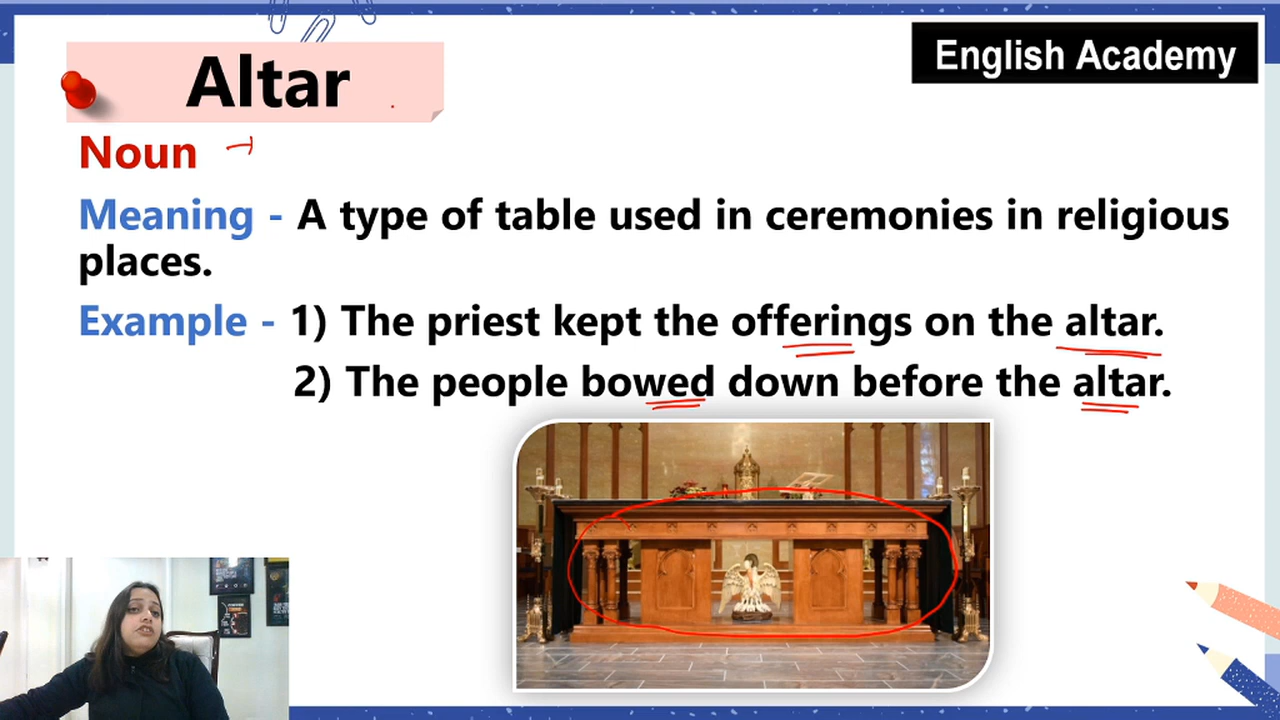 Altar
English Academy
Noun
Meaning - A type of table used in ceremonies in religious
places.
Example - 1) The priest kept the offerings on the altar.
2) The people bowed down before the altar.